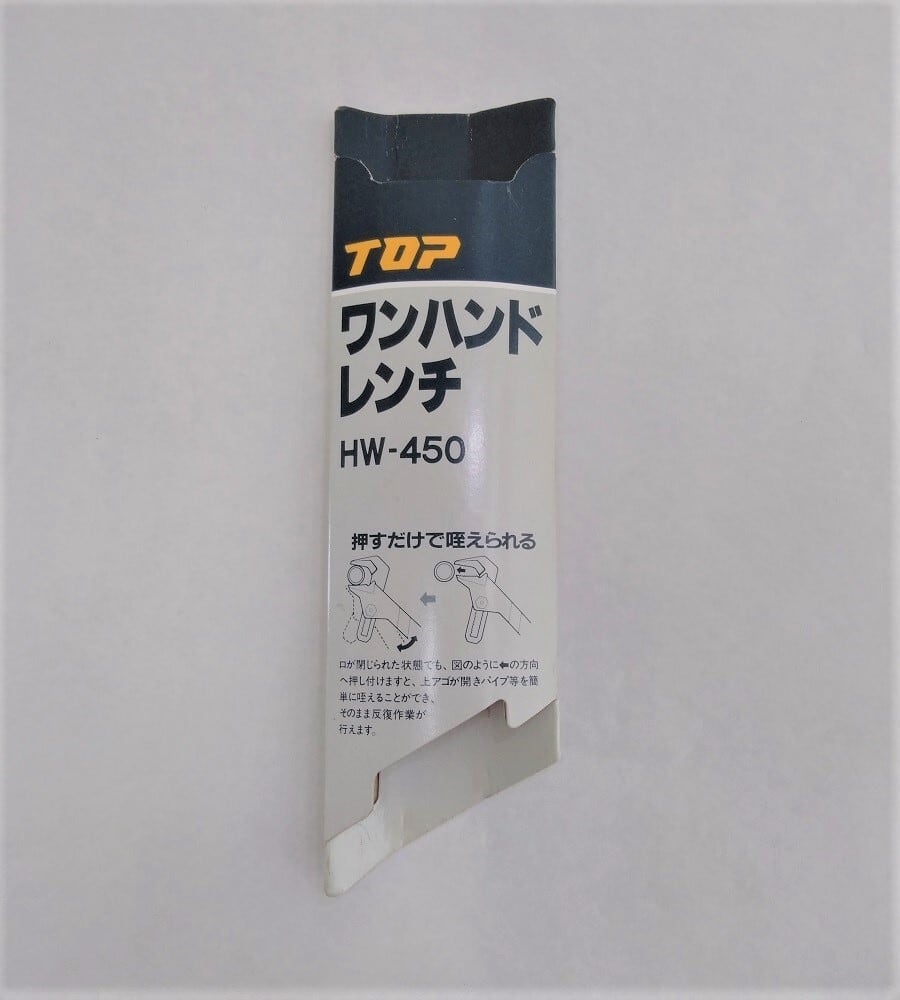 TOP
ワンハンド
レンチ
HW-450
押すだけで咥えられる
口が閉じられた状態でも、図のように⬅の方向
へ押し付けますと、上アゴが開きパイプ等を簡
単に咥えることができ、
そのまま反復作業が
行えます。